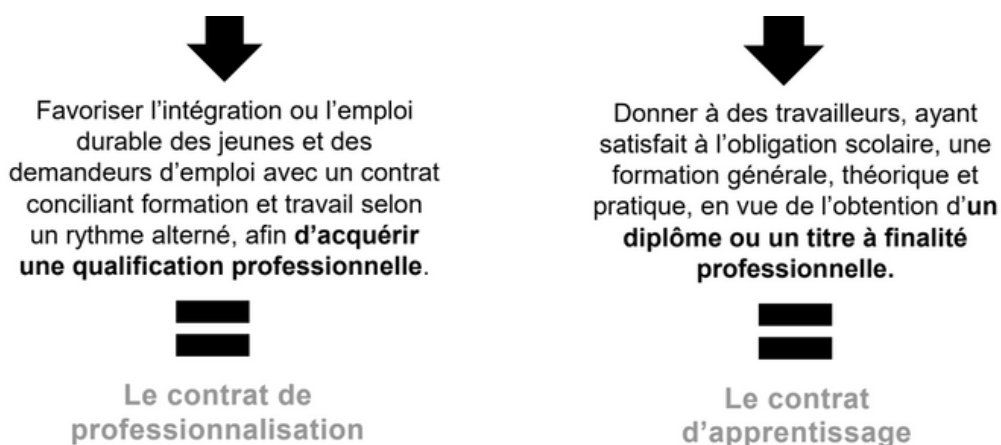 Favoriser l’intégration ou l’emploi
durable des jeunes et des
demandeurs d’emploi avec un contrat
conciliant formation et travail selon
un rythme alterné, afin d’acquérir
une qualification professionnelle.
Le contrat de
professionnalisation
Donner à des travailleurs, ayant
satisfait à l’obligation scolaire, une
formation générale, théorique et
pratique, en vue de l’obtention d’un
diplôme ou un titre à finalité
professionnelle.
Le contrat
d’apprentissage